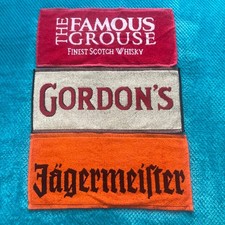 THE FAMOUS
GROUSE
FINEST SCOTCH WHISKY
GORDON'S
Jägermeister